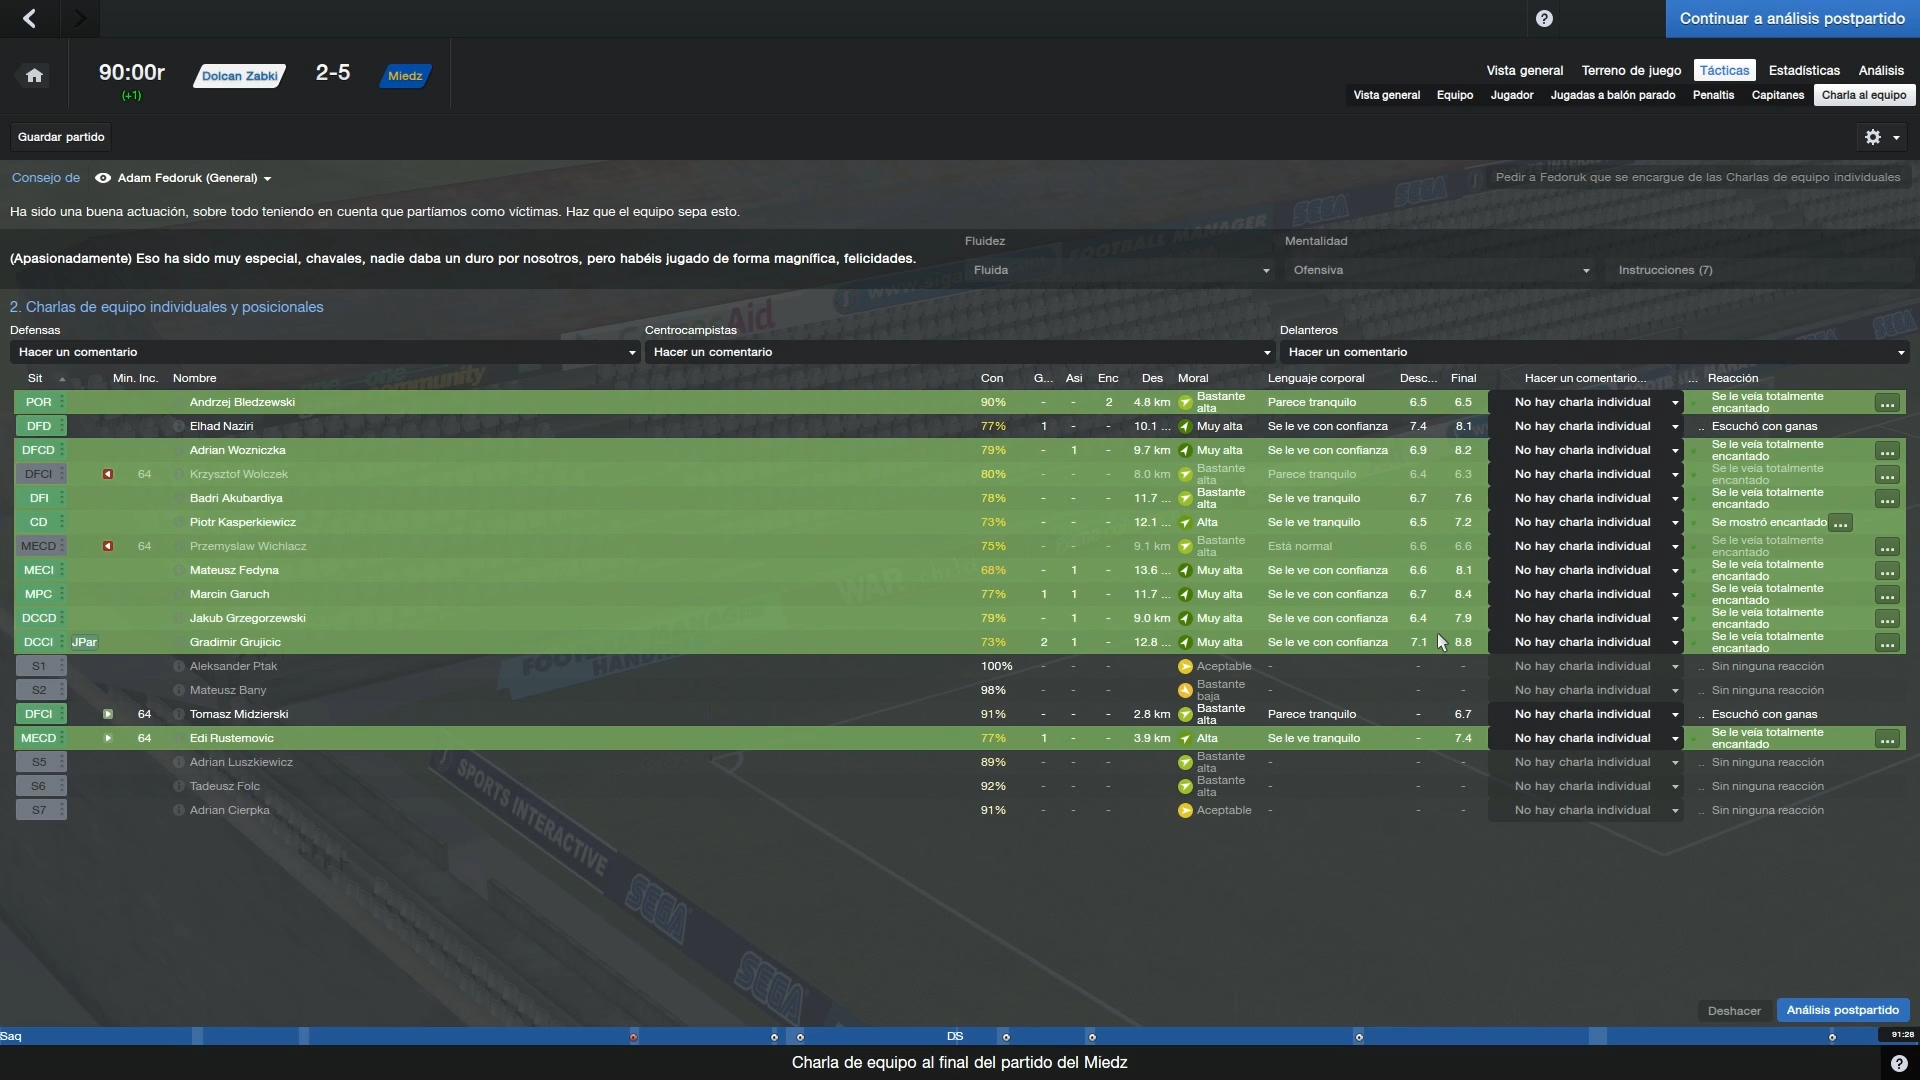 Continuar a análisis postpartido
90:00r Dolcan Zabki 2-5 Miedz
(+1)
Vista general Terreno de juego Tácticas Estadísticas Análisis
Vista general Equipo Jugador Jugadas a balón parado Penaltis Capitanes Charla al equipo
Guardar partido
Consejo de Adam Fedoruk (General)
Pedir a Fedoruk que se encargue de las Charlas de equipo individuales
Ha sido una buena actuación, sobre todo teniendo en cuenta que partíamos como víctimas. Haz que el equipo sepa esto.
Fluidez Mentalidad
(Apasionadamente) Eso ha sido muy especial, chavales, nadie daba un duro por nosotros, pero habéis jugado de forma magnífica, felicidades.
Fluida Ofensiva Instrucciones (7)
2. Charlas de equipo individuales y posicionales
Defensas Centrocampistas Delanteros
Hacer un comentario Hacer un comentario Hacer un comentario
Sit Min. Inc. Nombre Con G... Asi Enc Des Moral Lenguaje corporal Desc... Final Hacer un comentario... ... Reacción
POR Andrzej Bledzewski 90% - - 2 4.8 km Bastante alta Parece tranquilo 6.5 6.5 No hay charla individual Se le veía totalmente encantado ...
DFD Elhad Naziri 77% 1 - - 10.1 ... Muy alta Se le ve con confianza 7.4 8.1 No hay charla individual .. Escuchó con ganas
DFCD Adrian Wozniczka 79% - 1 - 9.7 km Muy alta Se le ve con confianza 6.9 8.2 No hay charla individual Se le veía totalmente encantado ...
DFCI 64 Krzysztof Wolczek 80% - - - 8.0 km Bastante alta Parece tranquilo 6.4 6.3 No hay charla individual Se le veía totalmente encantado ...
DFI Badri Akubardiya 78% - - - 11.7 ... Bastante alta Se le ve tranquilo 6.7 7.6 No hay charla individual Se le veía totalmente encantado ...
CD Piotr Kasperkiewicz 73% - - - 12.1 ... Alta Se le ve tranquilo 6.5 7.2 No hay charla individual Se mostró encantado ...
MECD 64 Przemyslaw Wichlacz 75% - - - 9.1 km Bastante alta Está normal 6.6 6.6 No hay charla individual Se le veía totalmente encantado ...
MECI Mateusz Fedyna 68% - 1 - 13.6 ... Muy alta Se le ve con confianza 6.6 8.1 No hay charla individual Se le veía totalmente encantado ...
MPC Marcin Garuch 77% 1 1 - 11.7 ... Muy alta Se le ve con confianza 6.7 8.4 No hay charla individual Se le veía totalmente encantado ...
DCCD Jakub Grzegorzewski 79% - 1 - 9.0 km Muy alta Se le ve con confianza 6.4 7.9 No hay charla individual Se le veía totalmente encantado ...
DCCI JPar Gradimir Grujicic 73% 2 1 - 12.8 ... Muy alta Se le ve con confianza 7.1 8.8 No hay charla individual Se le veía totalmente encantado ...
S1 Aleksander Ptak 100% - - - Aceptable - - - No hay charla individual .. Sin ninguna reacción
S2 Mateusz Bany 98% - - - Bastante baja - - - No hay charla individual .. Sin ninguna reacción
DFCI 64 Tomasz Midzierski 91% - - - 2.8 km Bastante alta Parece tranquilo - 6.7 No hay charla individual .. Escuchó con ganas
MECD 64 Edi Rustemovic 77% 1 - - 3.9 km Alta Se le ve tranquilo - 7.4 No hay charla individual Se le veía totalmente encantado ...
S5 Adrian Luszkiewicz 89% - - - Bastante alta - - - No hay charla individual .. Sin ninguna reacción
S6 Tadeusz Folc 92% - - - Bastante alta - - - No hay charla individual .. Sin ninguna reacción
S7 Adrian Cierpka 91% - - - Aceptable - - - No hay charla individual .. Sin ninguna reacción
SPORTS INTERACTIVE
SEGA
SEGA
Deshacer Análisis postpartido
Saq DS 91:28
Charla de equipo al final del partido del Miedz